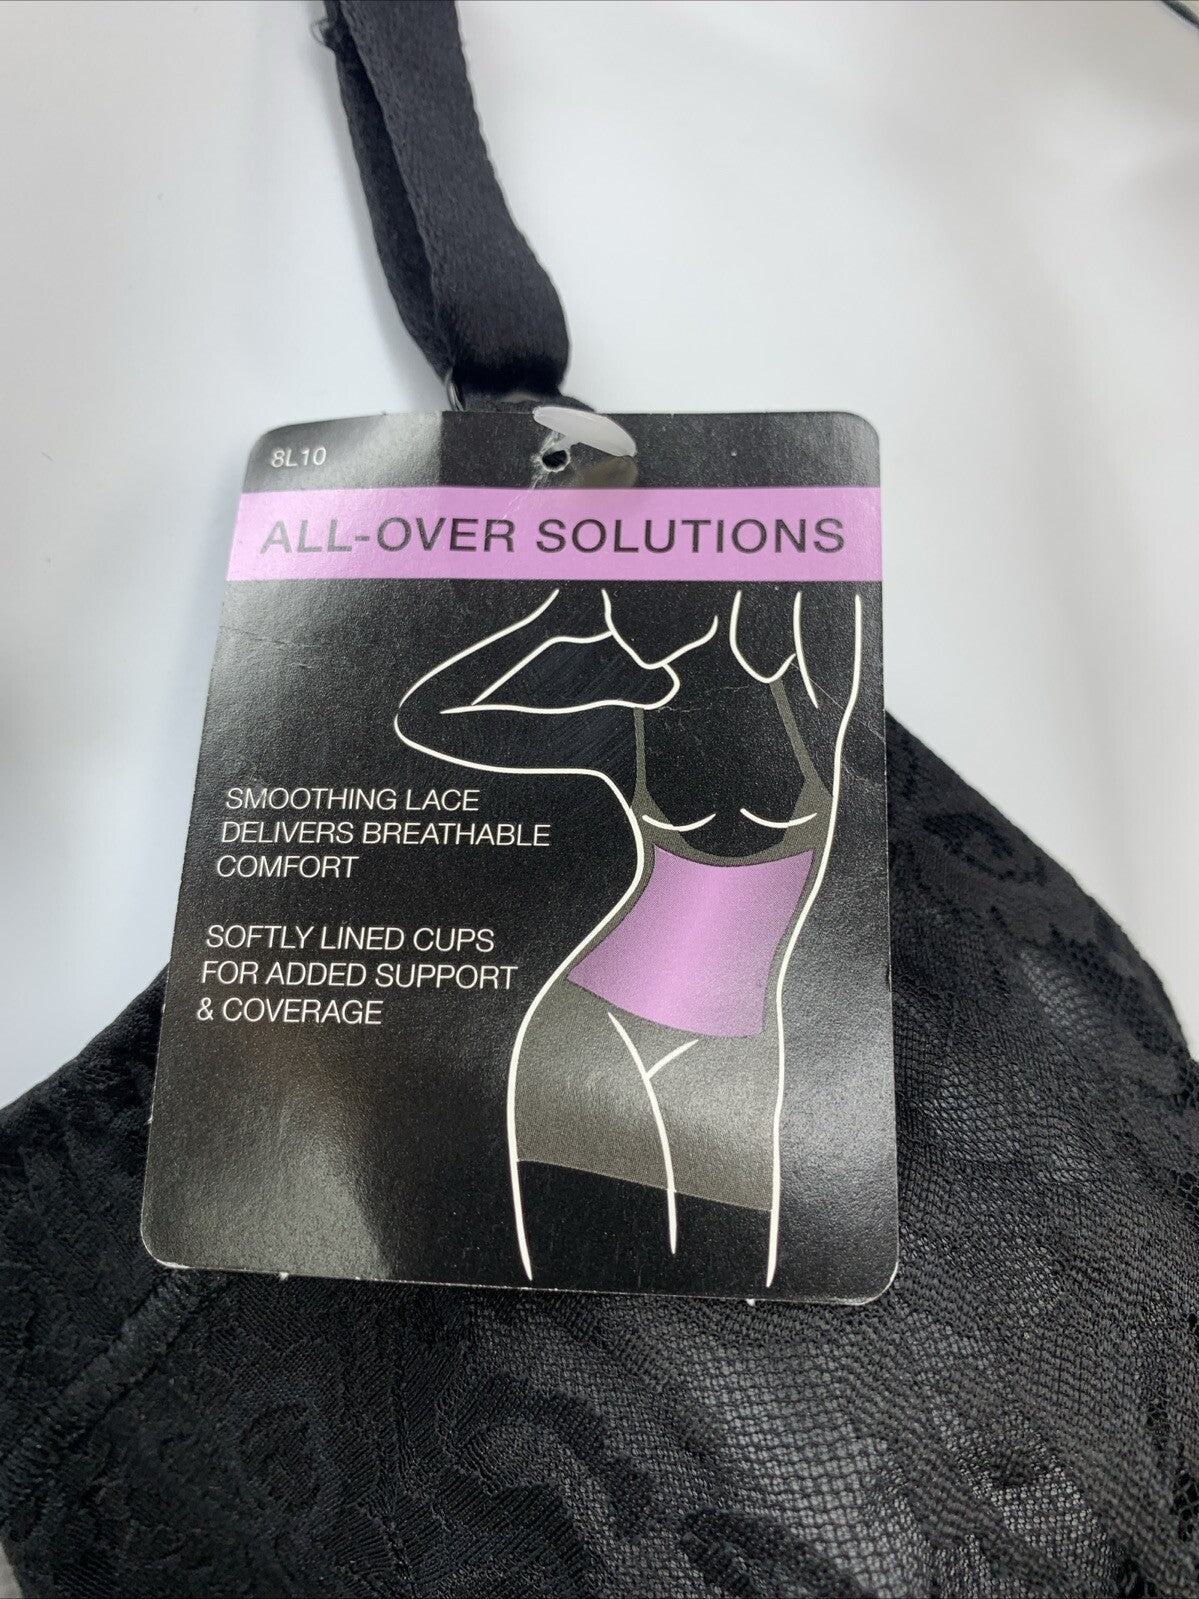 8L10
ALL-OVER SOLUTIONS
SMOOTHING LACE
DELIVERS BREATHABLE
COMFORT
SOFTLY LINED CUPS
FOR ADDED SUPPORT
& COVERAGE